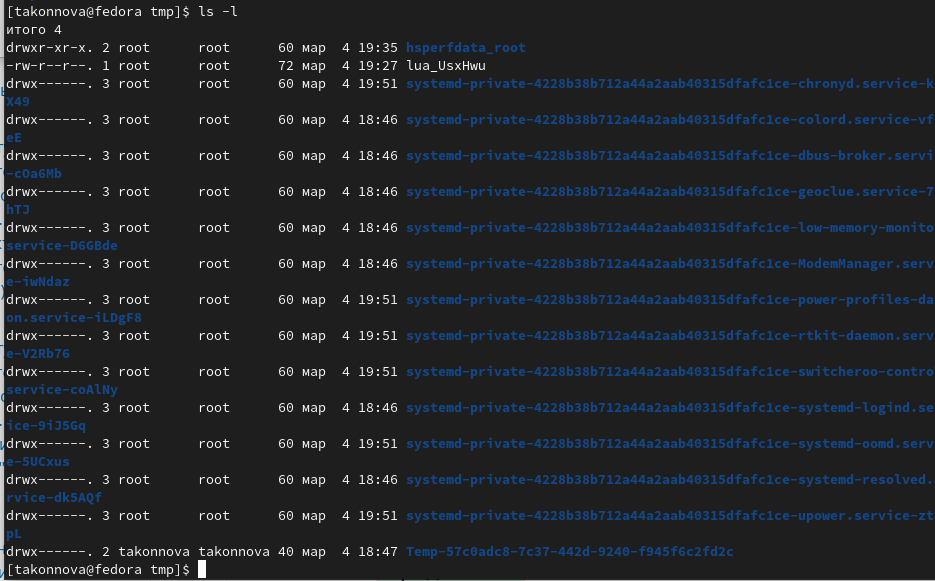 [takonnova@fedora tmp]$ ls -l
итого 4
drwxr-xr-x. 2 root      root      60 мар  4 19:35 hsperfdata_root
-rw-r--r--. 1 root      root      72 мар  4 19:27 lua_UsxHwu
drwx------. 3 root      root      60 мар  4 19:51 systemd-private-4228b38b712a44a2aab40315dfafc1ce-chronyd.service-k
X49
drwx------. 3 root      root      60 мар  4 18:46 systemd-private-4228b38b712a44a2aab40315dfafc1ce-colord.service-vf
eE
drwx------. 3 root      root      60 мар  4 18:46 systemd-private-4228b38b712a44a2aab40315dfafc1ce-dbus-broker.servi
-cOa6Mb
drwx------. 3 root      root      60 мар  4 18:46 systemd-private-4228b38b712a44a2aab40315dfafc1ce-geoclue.service-7
hTJ
drwx------. 3 root      root      60 мар  4 18:46 systemd-private-4228b38b712a44a2aab40315dfafc1ce-low-memory-monito
service-D6GBde
drwx------. 3 root      root      60 мар  4 18:46 systemd-private-4228b38b712a44a2aab40315dfafc1ce-ModemManager.serv
e-iwNdaz
drwx------. 3 root      root      60 мар  4 19:51 systemd-private-4228b38b712a44a2aab40315dfafc1ce-power-profiles-da
on.service-iLDgF8
drwx------. 3 root      root      60 мар  4 19:51 systemd-private-4228b38b712a44a2aab40315dfafc1ce-rtkit-daemon.serv
e-V2Rb76
drwx------. 3 root      root      60 мар  4 19:51 systemd-private-4228b38b712a44a2aab40315dfafc1ce-switcheroo-contro
service-coAlNy
drwx------. 3 root      root      60 мар  4 18:46 systemd-private-4228b38b712a44a2aab40315dfafc1ce-systemd-logind.se
ice-9iJ5Gq
drwx------. 3 root      root      60 мар  4 19:51 systemd-private-4228b38b712a44a2aab40315dfafc1ce-systemd-oomd.serv
e-5UCxus
drwx------. 3 root      root      60 мар  4 18:46 systemd-private-4228b38b712a44a2aab40315dfafc1ce-systemd-resolved.
rvice-dk5AQf
drwx------. 3 root      root      60 мар  4 19:51 systemd-private-4228b38b712a44a2aab40315dfafc1ce-upower.service-zt
pL
drwx------. 2 takonnova takonnova 40 мар  4 18:47 Temp-57c0adc8-7c37-442d-9240-f945f6c2fd2c
[takonnova@fedora tmp]$